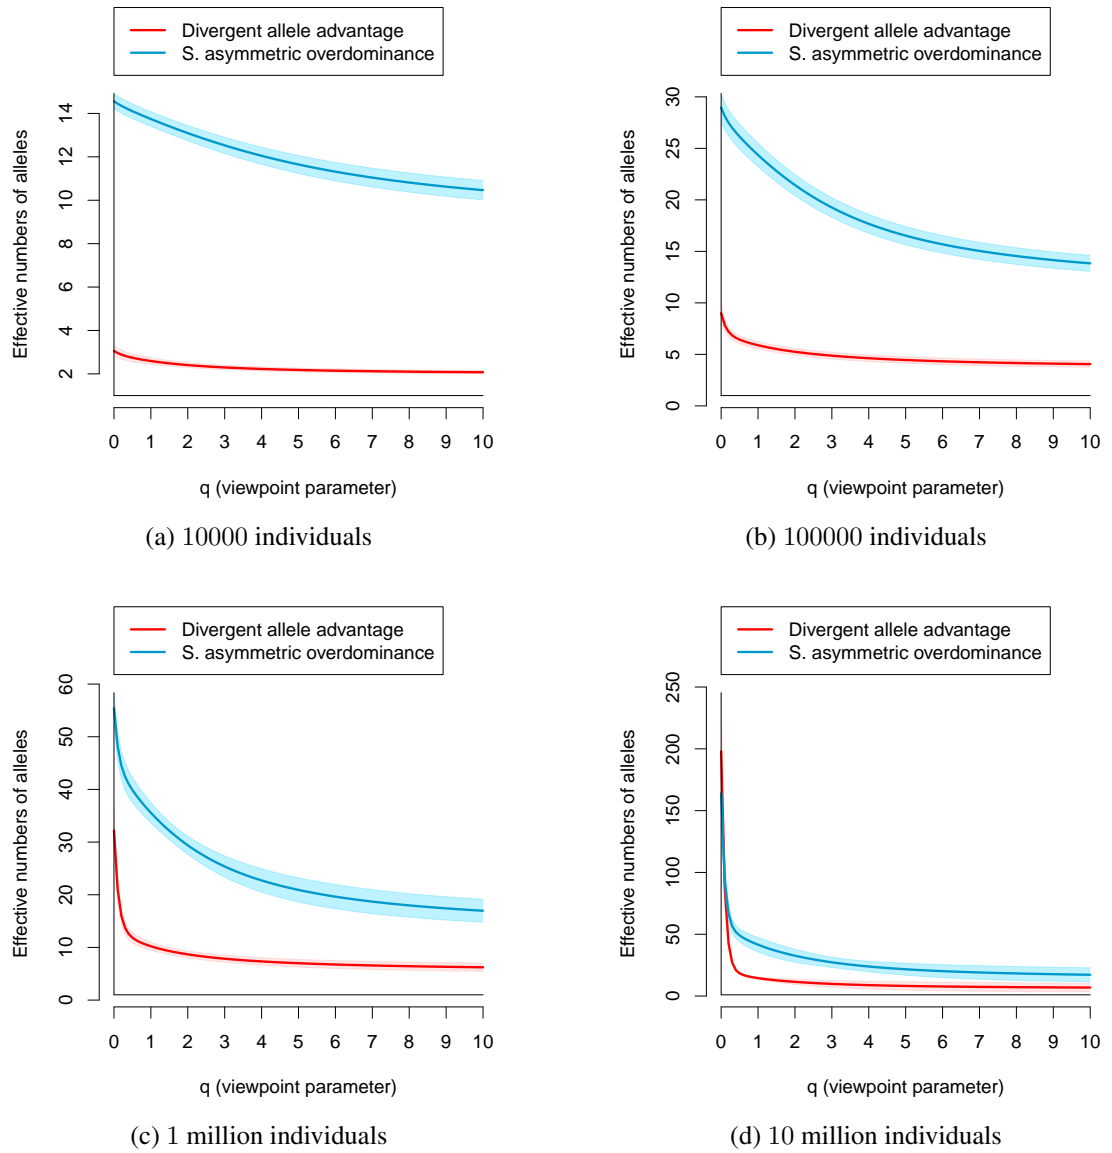 Divergent allele advantage
S. asymmetric overdominance
Effective numbers of alleles
14
12
10
8
6
4
2
0 1 2 3 4 5 6 7 8 9 10
q (viewpoint parameter)
(a) 10000 individuals
Divergent allele advantage
S. asymmetric overdominance
Effective numbers of alleles
30
25
20
15
10
5
0
0 1 2 3 4 5 6 7 8 9 10
q (viewpoint parameter)
(b) 100000 individuals
Divergent allele advantage
S. asymmetric overdominance
Effective numbers of alleles
60
50
40
30
20
10
0
0 1 2 3 4 5 6 7 8 9 10
q (viewpoint parameter)
(c) 1 million individuals
Divergent allele advantage
S. asymmetric overdominance
Effective numbers of alleles
250
200
150
100
50
0
0 1 2 3 4 5 6 7 8 9 10
q (viewpoint parameter)
(d) 10 million individuals